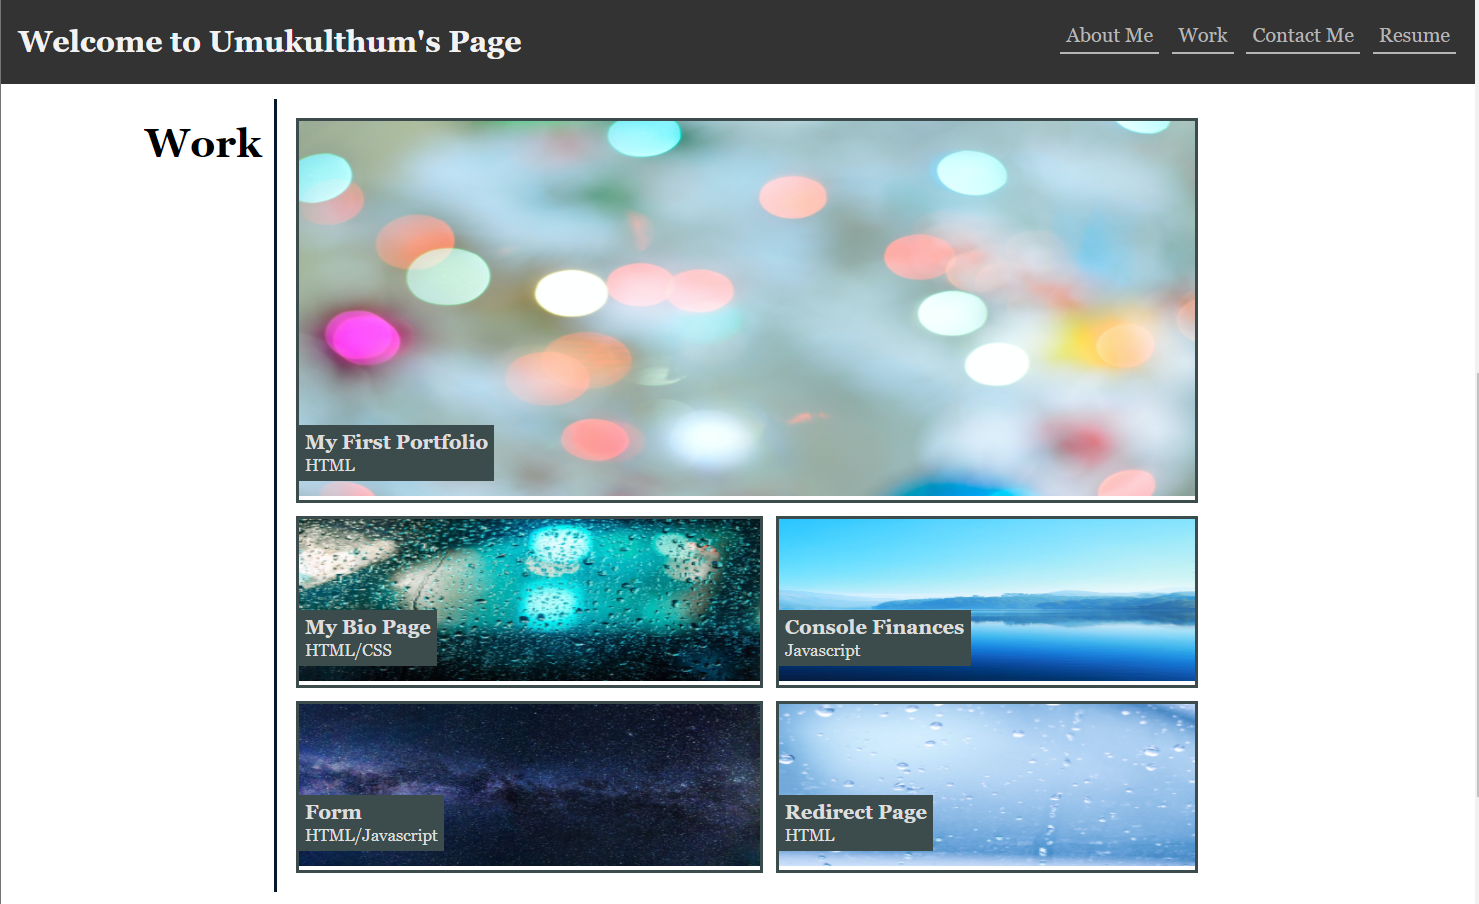 Welcome to Umukulthum's Page
About Me
Work
Contact Me
Resume
Work
My First Portfolio
HTML
My Bio Page
HTML/CSS
Console Finances
Javascript
Form
HTML/Javascript
Redirect Page
HTML